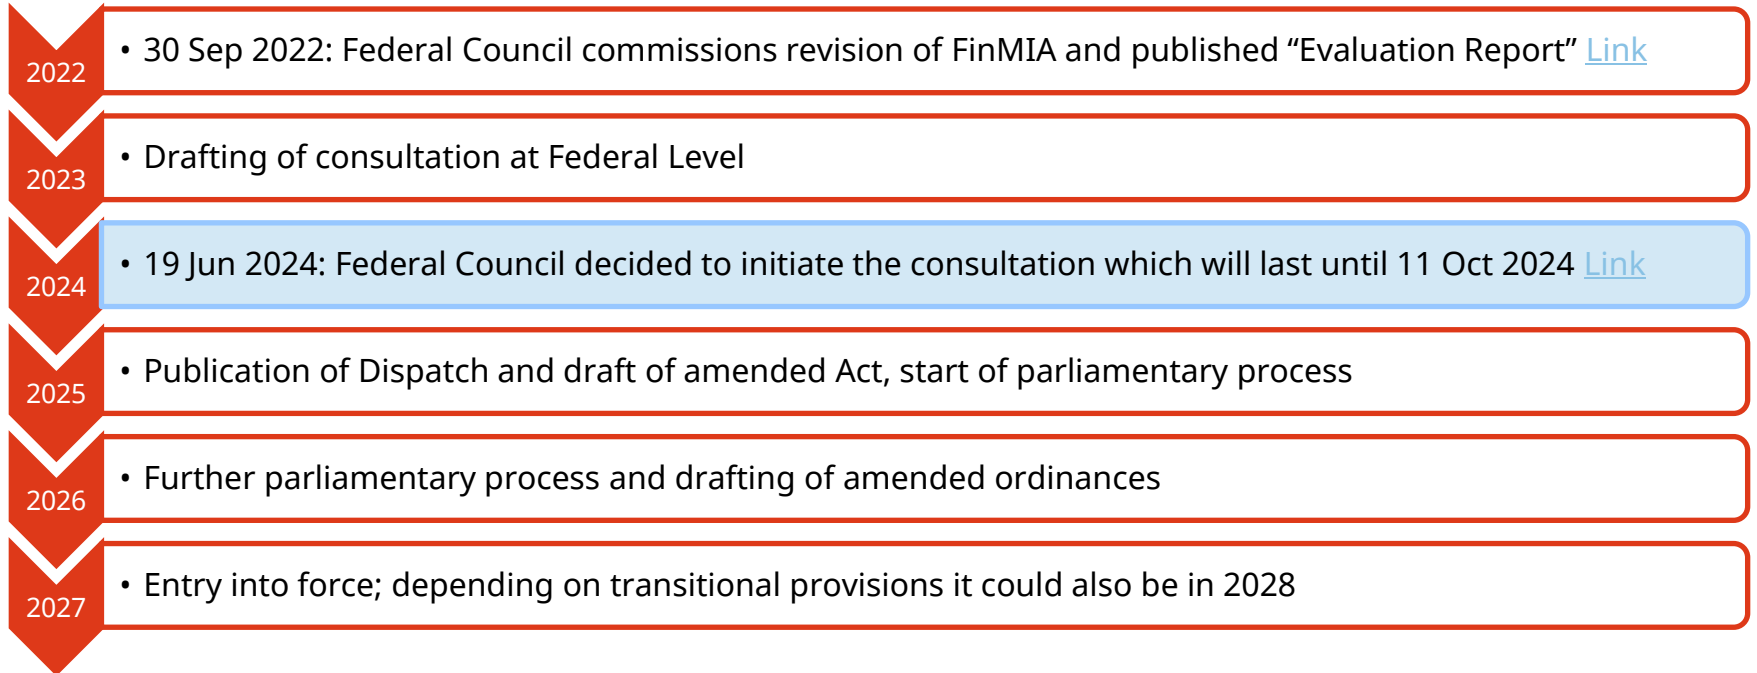 2022
• 30 Sep 2022: Federal Council commissions revision of FinMIA and published “Evaluation Report” Link
2023
• Drafting of consultation at Federal Level
2024
• 19 Jun 2024: Federal Council decided to initiate the consultation which will last until 11 Oct 2024 Link
2025
• Publication of Dispatch and draft of amended Act, start of parliamentary process
2026
• Further parliamentary process and drafting of amended ordinances
2027
• Entry into force; depending on transitional provisions it could also be in 2028